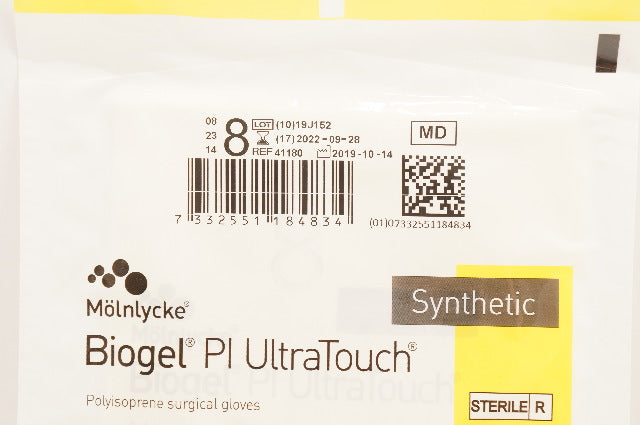 08
23
14
8
LOT (10)19J152
(17) 2022-09-28
REF 41180 2019-10-14
MD
7 332551 184834
(01)07332551184834
Mölnlycke®
Synthetic
Biogel® PI UltraTouch®
Polyisoprene surgical gloves
STERILE R